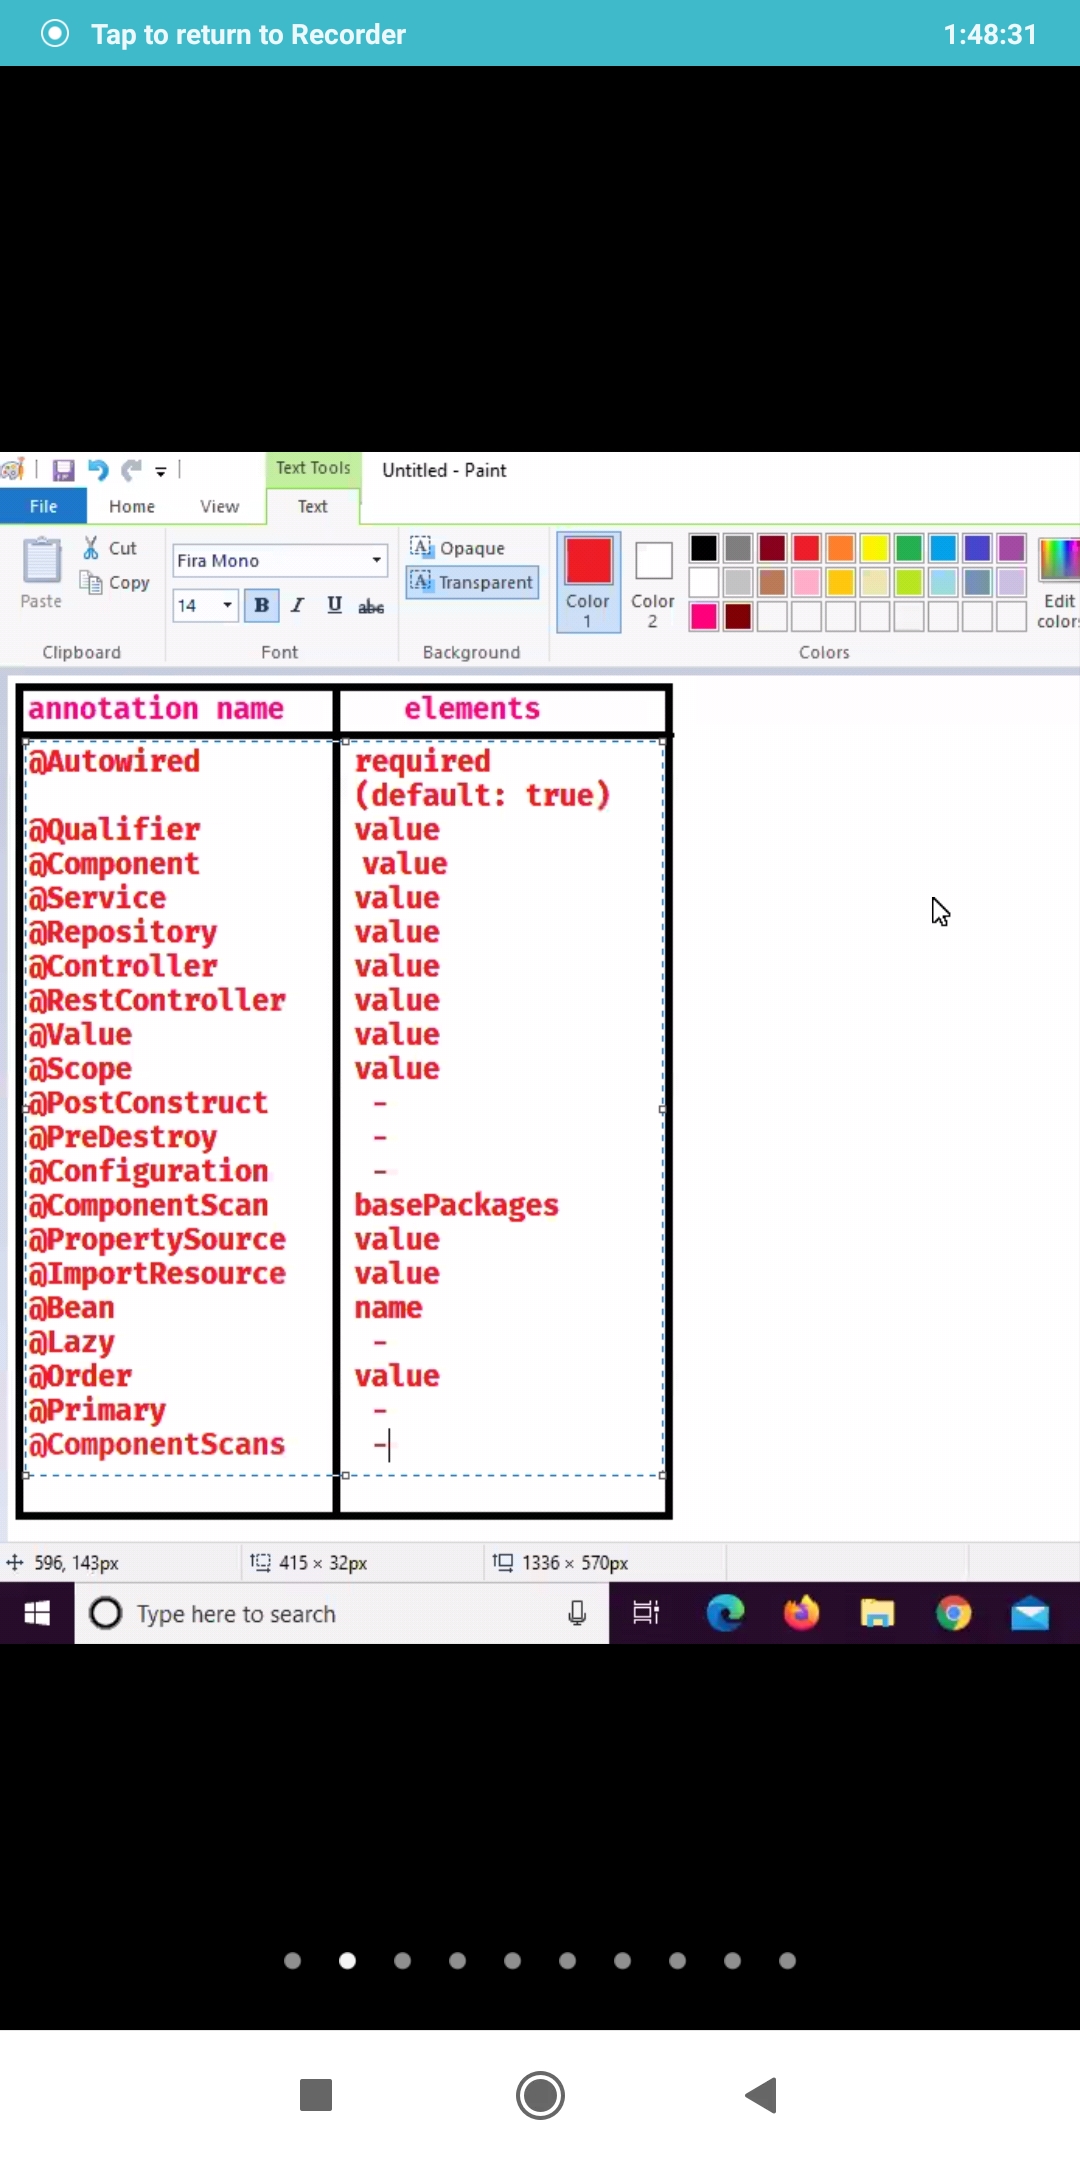 Tap to return to Recorder 1:48:31
Text Tools Untitled - Paint
File Home View Text
Paste Cut Copy
Fira Mono
14 B I U abc
Opaque
Transparent
Color 1 Color 2 Edit colors
Clipboard Font Background Colors
annotation name elements
@Autowired required
(default: true)
@Qualifier value
@Component value
@Service value
@Repository value
@Controller value
@RestController value
@Value value
@Scope value
@PostConstruct -
@PreDestroy -
@Configuration -
@ComponentScan basePackages
@PropertySource value
@ImportResource value
@Bean name
@Lazy -
@Order value
@Primary -
@ComponentScans -
596, 143px 415 × 32px 1336 × 570px
Type here to search